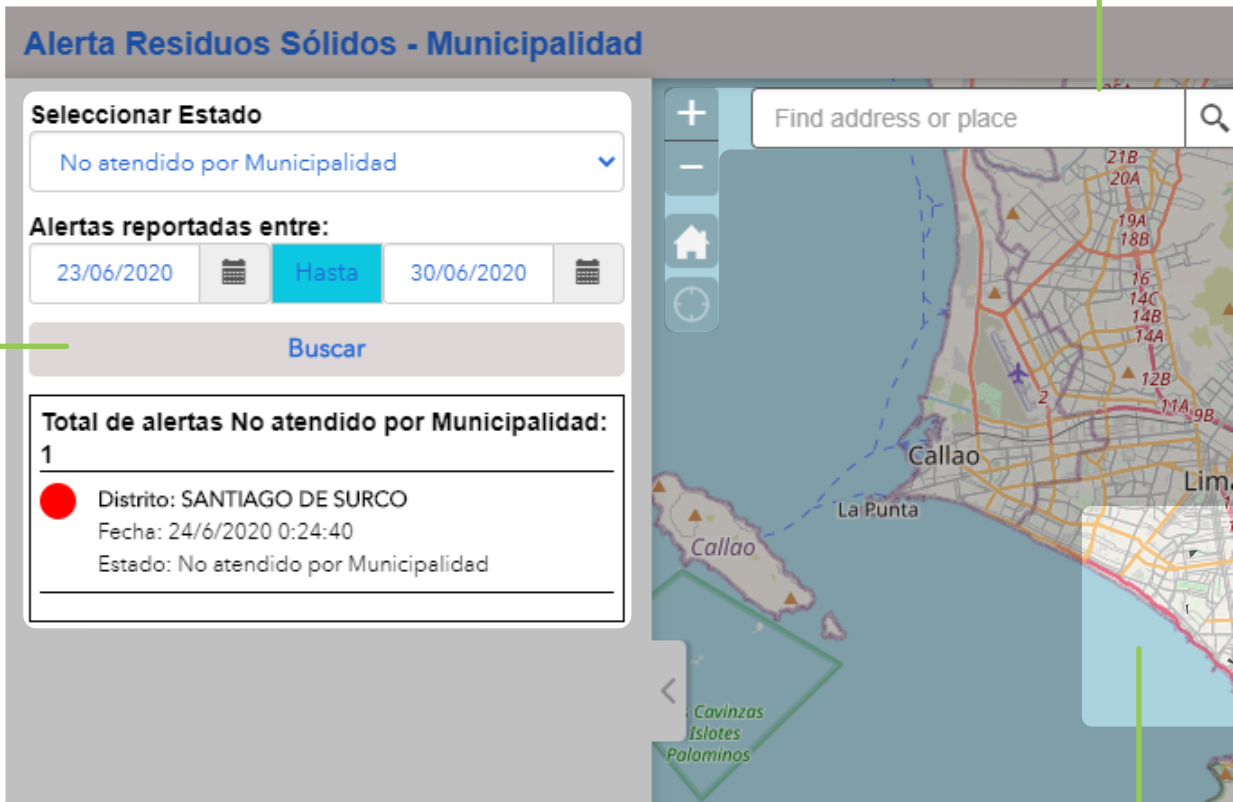 Alerta Residuos Sólidos - Municipalidad
Seleccionar Estado
No atendido por Municipalidad
Alertas reportadas entre:
23/06/2020
Hasta
30/06/2020
Buscar
Total de alertas No atendido por Municipalidad:
1
Distrito: SANTIAGO DE SURCO
Fecha: 24/6/2020 0:24:40
Estado: No atendido por Municipalidad
+
−
Find address or place
21B
20A
19A
18B
16
14C
14B
14A
12B
2
11A
9B
Callao
La Punta
Callao
Cavinzas
Islotes
Palominos